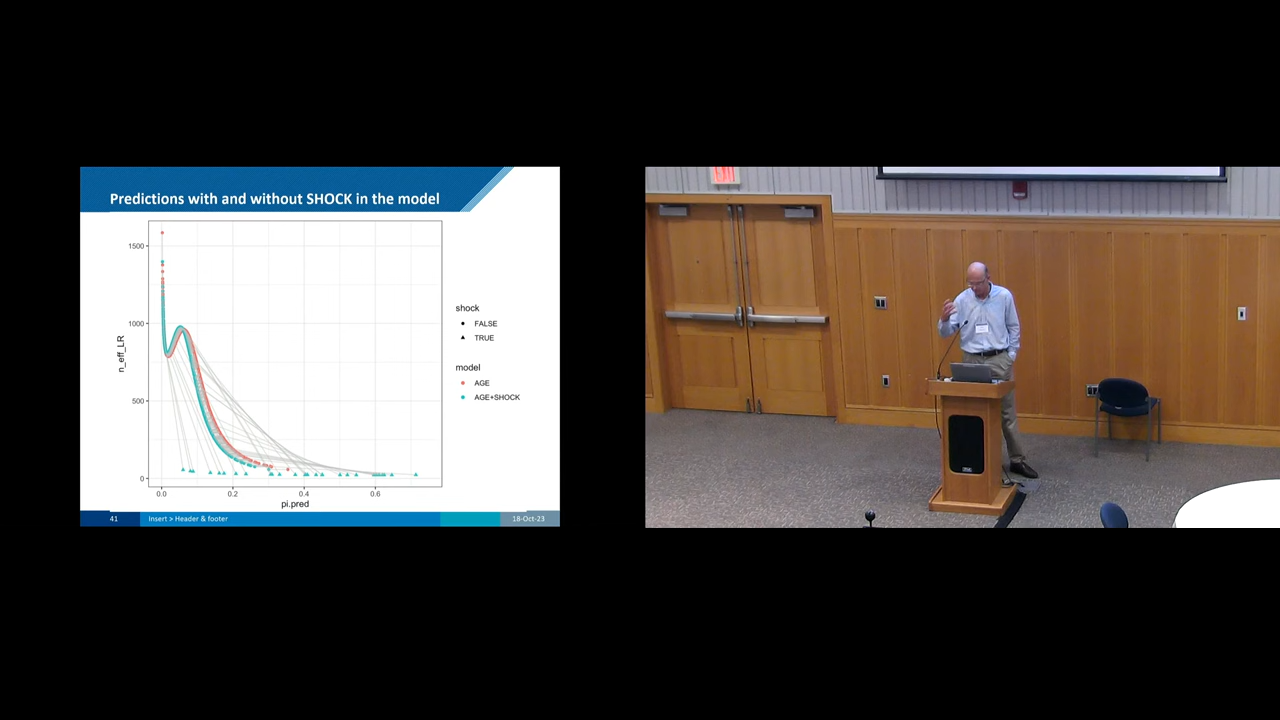 Predictions with and without SHOCK in the model
1500
1000
500
0
n_eff_LR
0.0 0.2 0.4 0.6
pi.pred
shock
FALSE
TRUE
model
AGE
AGE+SHOCK
41 Insert > Header & footer 18-Oct-23